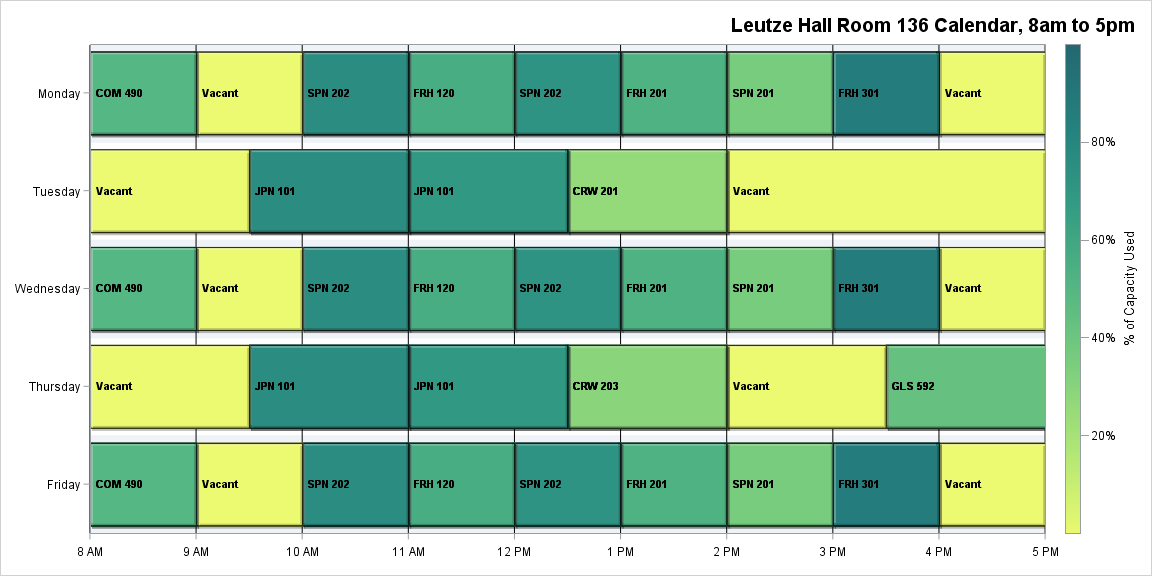 Leutze Hall Room 136 Calendar, 8am to 5pm
Monday COM 490 Vacant SPN 202 FRH 120 SPN 202 FRH 201 SPN 201 FRH 301 Vacant
Tuesday Vacant JPN 101 JPN 101 CRW 201 Vacant
Wednesday COM 490 Vacant SPN 202 FRH 120 SPN 202 FRH 201 SPN 201 FRH 301 Vacant
Thursday Vacant JPN 101 JPN 101 CRW 203 Vacant GLS 592
Friday COM 490 Vacant SPN 202 FRH 120 SPN 202 FRH 201 SPN 201 FRH 301 Vacant
8 AM 9 AM 10 AM 11 AM 12 PM 1 PM 2 PM 3 PM 4 PM 5 PM
80%
60%
40%
20%
% of Capacity Used